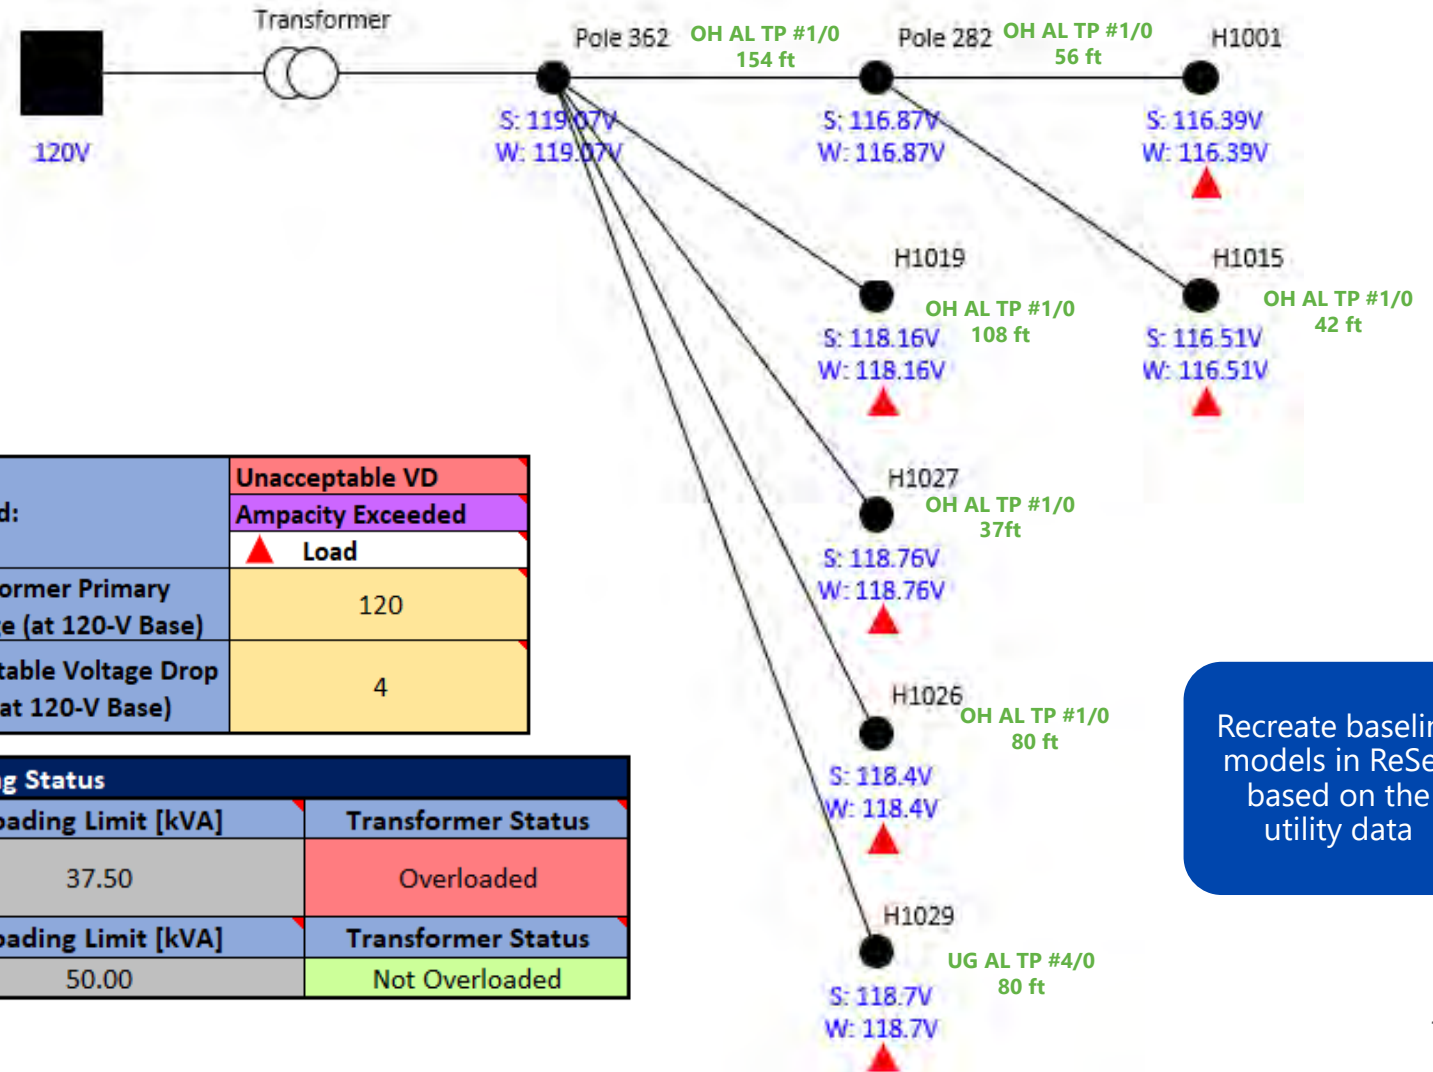 Transformer
120V
Pole 362
S: 119.07V
W: 119.07V
OH AL TP #1/0
154 ft
Pole 282
S: 116.87V
W: 116.87V
OH AL TP #1/0
56 ft
H1001
S: 116.39V
W: 116.39V
H1019
OH AL TP #1/0
108 ft
S: 118.16V
W: 118.16V
H1015
OH AL TP #1/0
42 ft
S: 116.51V
W: 116.51V
H1027
OH AL TP #1/0
37ft
S: 118.76V
W: 118.76V
H1026
OH AL TP #1/0
80 ft
S: 118.4V
W: 118.4V
H1029
UG AL TP #4/0
80 ft
S: 118.7V
W: 118.7V
d:
Unacceptable VD
Ampacity Exceeded
Load
ormer Primary
e (at 120-V Base)
120
table Voltage Drop
at 120-V Base)
4
g Status
oading Limit [kVA]
Transformer Status
37.50
Overloaded
oading Limit [kVA]
Transformer Status
50.00
Not Overloaded
Recreate baselin
models in ReSe
based on the
utility data